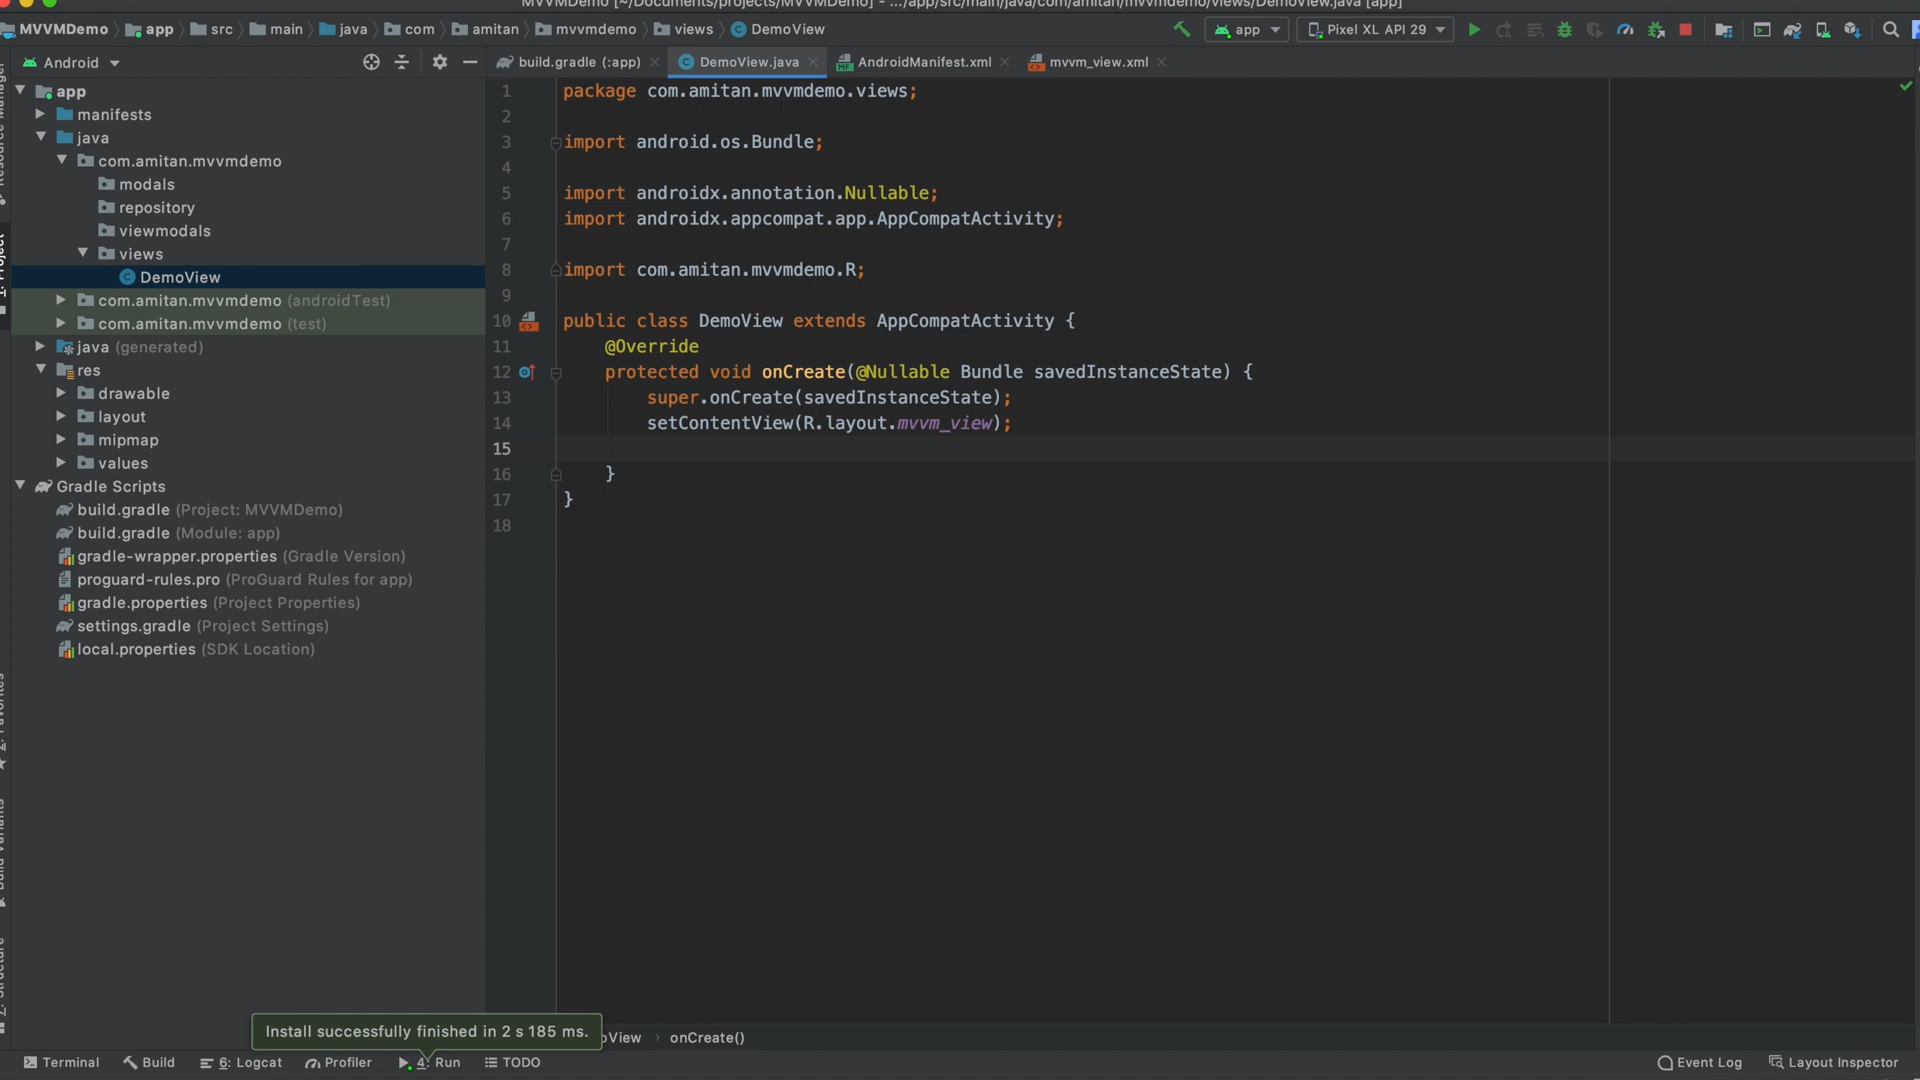 MVVMDemo [~/Documents/projects/MVVMDemo] - .../app/src/main/java/com/amitan/mvvmdemo/views/DemoView.java [app]
MVVMDemo app src main java com amitan mvvmdemo views DemoView
app Pixel XL API 29
Android
build.gradle (:app) DemoView.java AndroidManifest.xml mvvm_view.xml
app
manifests
java
com.amitan.mvvmdemo
modals
repository
viewmodals
views
DemoView
com.amitan.mvvmdemo (androidTest)
com.amitan.mvvmdemo (test)
java (generated)
res
drawable
layout
mipmap
values
Gradle Scripts
build.gradle (Project: MVVMDemo)
build.gradle (Module: app)
gradle-wrapper.properties (Gradle Version)
proguard-rules.pro (ProGuard Rules for app)
gradle.properties (Project Properties)
settings.gradle (Project Settings)
local.properties (SDK Location)
1 package com.amitan.mvvmdemo.views;
2
3 import android.os.Bundle;
4
5 import androidx.annotation.Nullable;
6 import androidx.appcompat.app.AppCompatActivity;
7
8 import com.amitan.mvvmdemo.R;
9
10 public class DemoView extends AppCompatActivity {
11 @Override
12 protected void onCreate(@Nullable Bundle savedInstanceState) {
13 super.onCreate(savedInstanceState);
14 setContentView(R.layout.mvvm_view);
15
16 }
17 }
18
Install successfully finished in 2 s 185 ms.
oView onCreate()
Terminal Build 6: Logcat Profiler 4: Run TODO
Event Log Layout Inspector